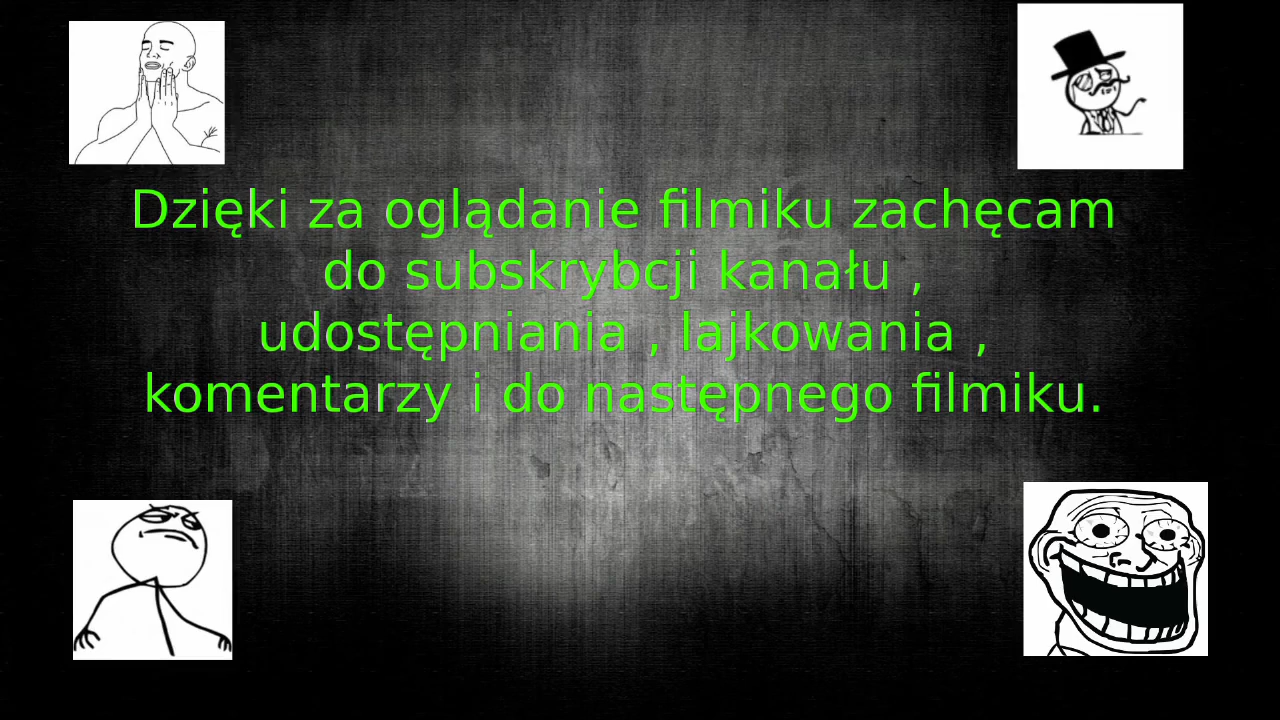 Dzięki za oglądanie filmiku zachęcam
do subskrybcji kanału ,
udostępniania , lajkowania ,
komentarzy i do następnego filmiku.